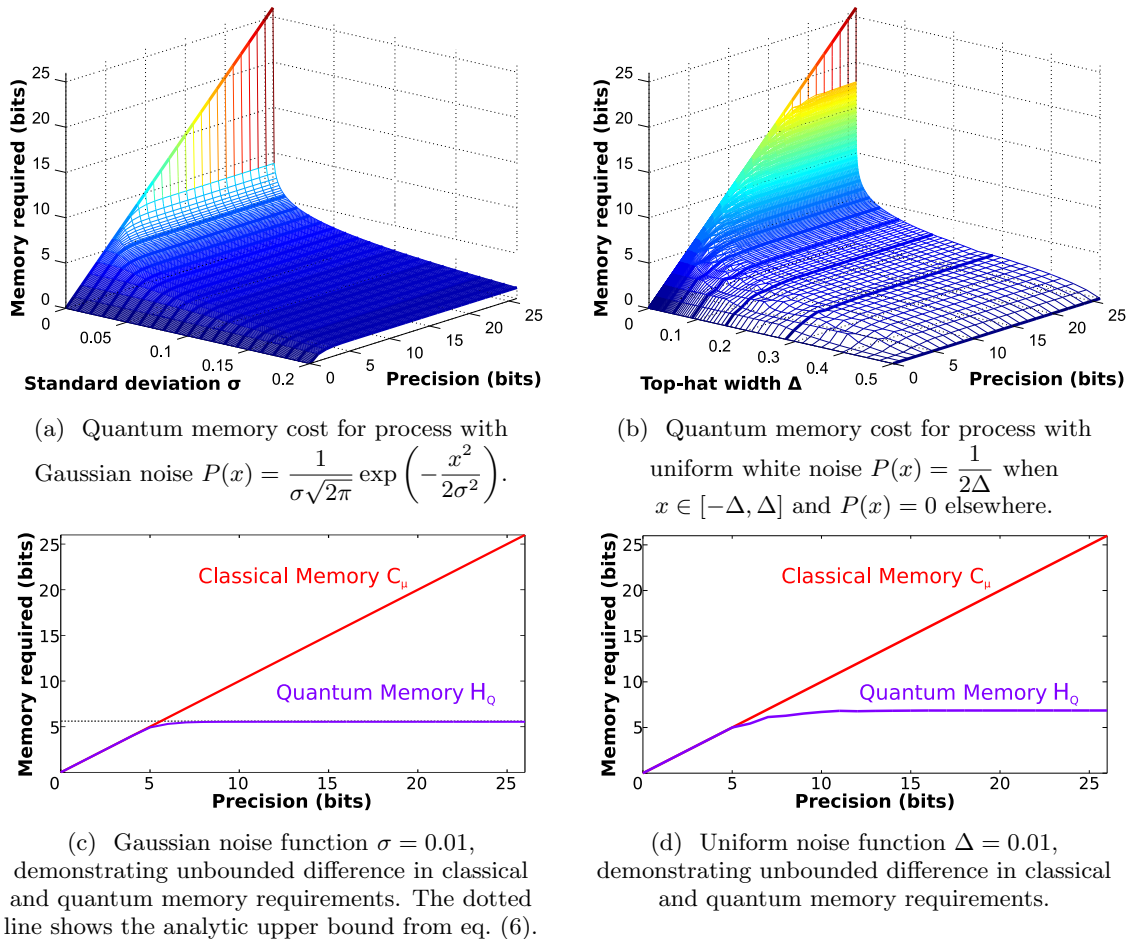 Memory required (bits)
25
20
15
10
5
0
0
0.05
0.1
0.15
0.2
0
5
10
15
20
25
Standard deviation σ
Precision (bits)
(a) Quantum memory cost for process with
Gaussian noise P(x) = 1/(σ√2π) exp(−x²/2σ²).
Memory required (bits)
25
20
15
10
5
0
0
0.1
0.2
0.3
0.4
0.5
0
5
10
15
20
25
Top-hat width Δ
Precision (bits)
(b) Quantum memory cost for process with
uniform white noise P(x) = 1/2Δ when
x ∈ [−Δ, Δ] and P(x) = 0 elsewhere.
Memory required (bits)
25
20
15
10
5
0
5
10
15
20
25
Classical Memory Cμ
Quantum Memory HQ
Precision (bits)
(c) Gaussian noise function σ = 0.01,
demonstrating unbounded difference in classical
and quantum memory requirements. The dotted
line shows the analytic upper bound from eq. (6).
Memory required (bits)
25
20
15
10
5
0
0
5
10
15
20
25
Classical Memory Cμ
Quantum Memory HQ
Precision (bits)
(d) Uniform noise function Δ = 0.01,
demonstrating unbounded difference in classical
and quantum memory requirements.